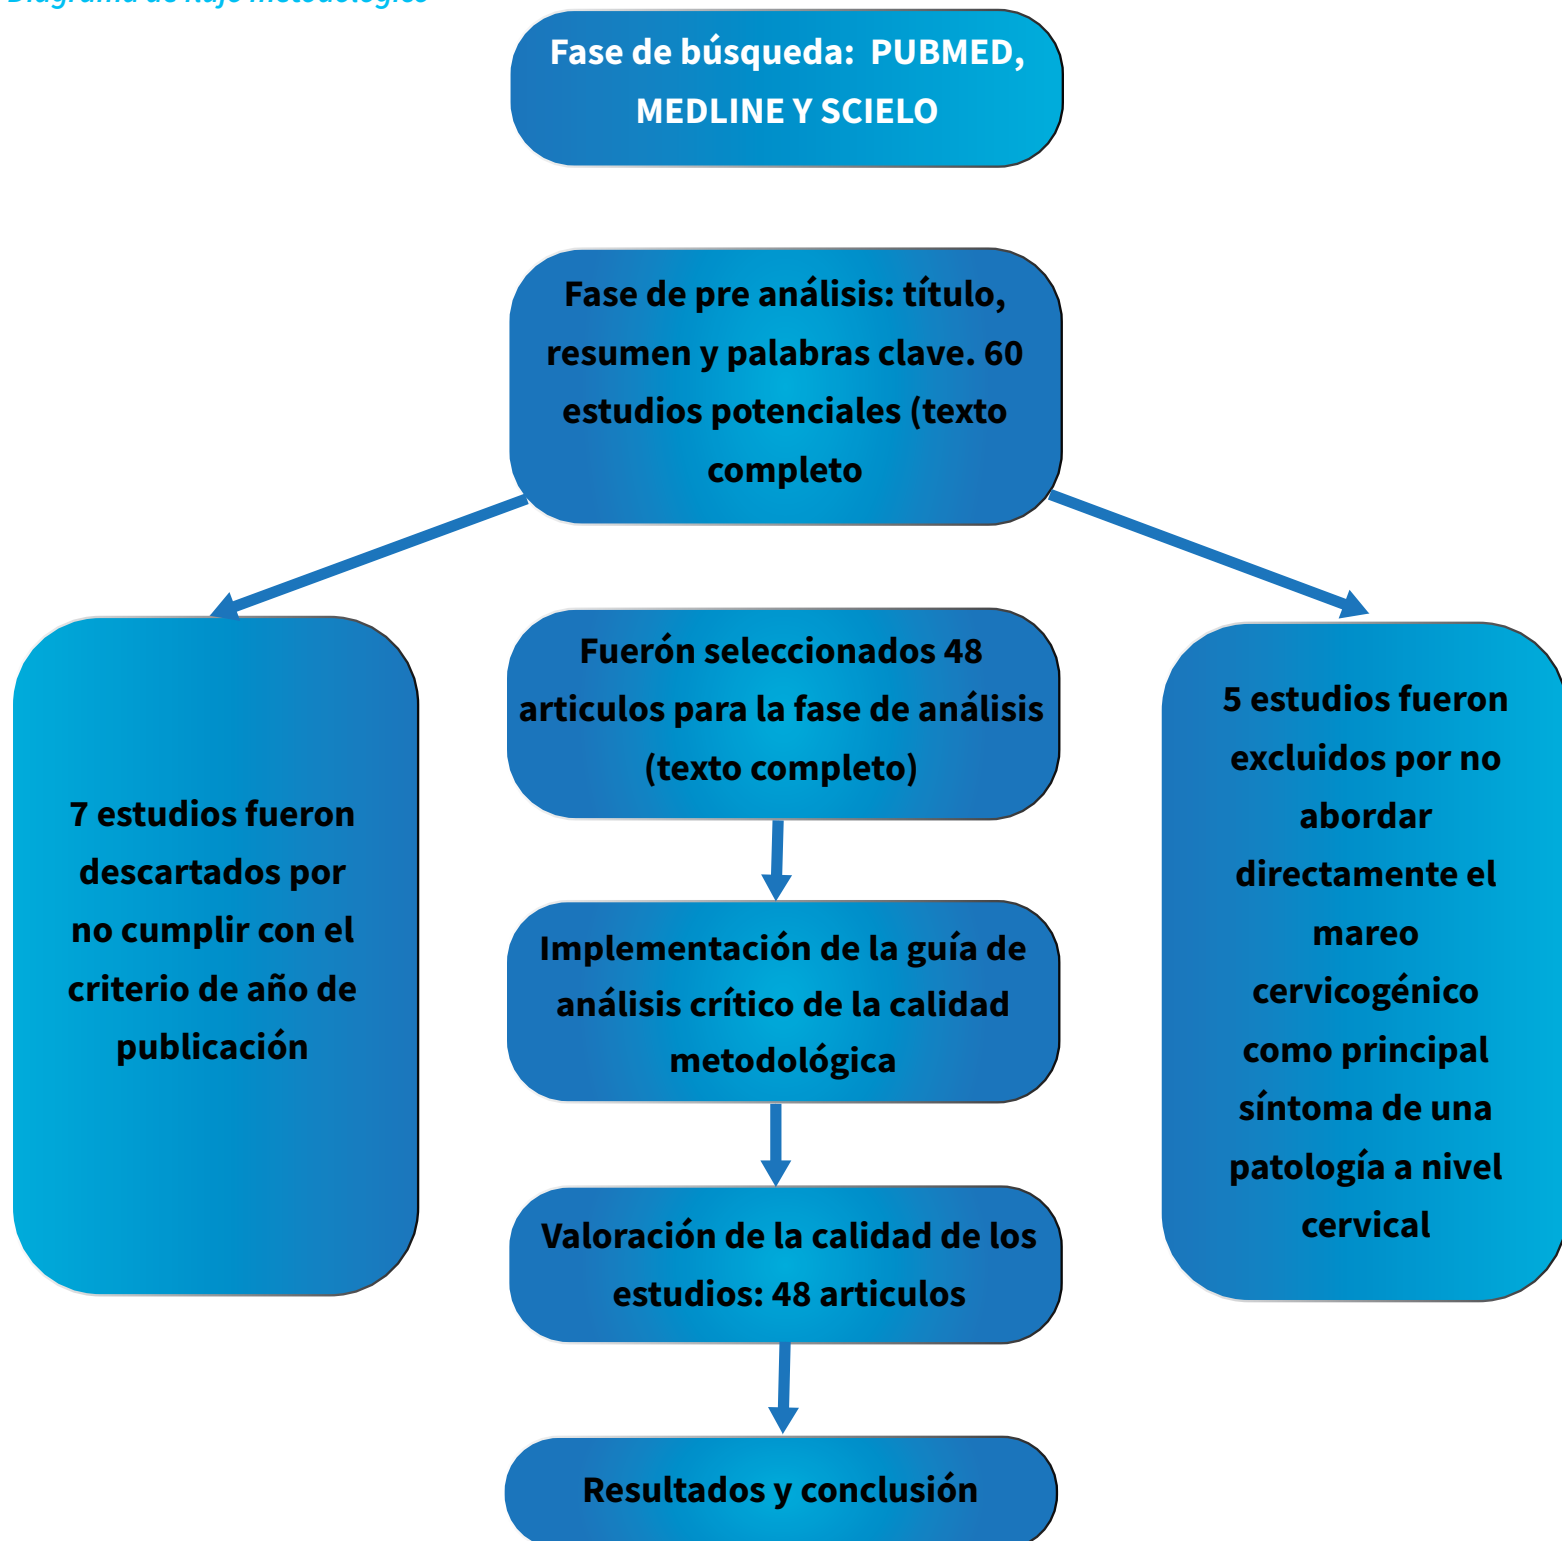 Diagrama de flujo metodológico
Fase de búsqueda: PUBMED,
MEDLINE Y SCIELO
Fase de pre análisis: título,
resumen y palabras clave. 60
estudios potenciales (texto
completo
7 estudios fueron
descartados por
no cumplir con el
criterio de año de
publicación
Fuerón seleccionados 48
articulos para la fase de análisis
(texto completo)
5 estudios fueron
excluidos por no
abordar
directamente el
mareo
cervicogénico
como principal
síntoma de una
patología a nivel
cervical
Implementación de la guía de
análisis crítico de la calidad
metodológica
Valoración de la calidad de los
estudios: 48 articulos
Resultados y conclusión